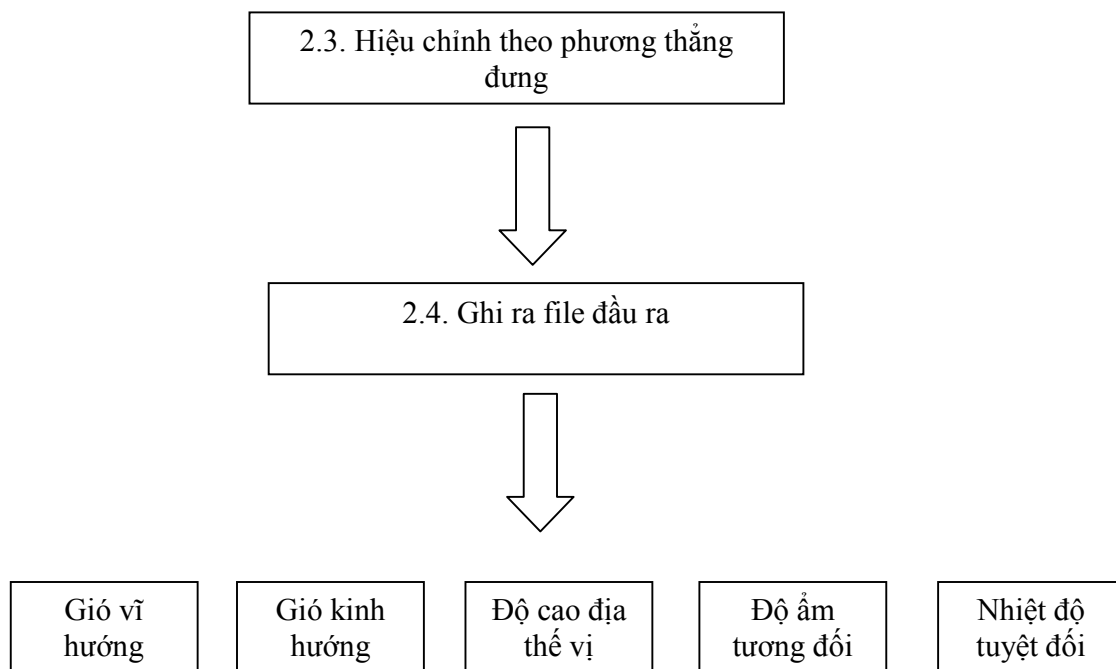 2.3. Hiệu chỉnh theo phương thẳng
đưng
2.4. Ghi ra file đầu ra
Gió vĩ
hướng
Gió kinh
hướng
Độ cao địa
thế vị
Độ ẩm
tương đối
Nhiệt độ
tuyệt đối